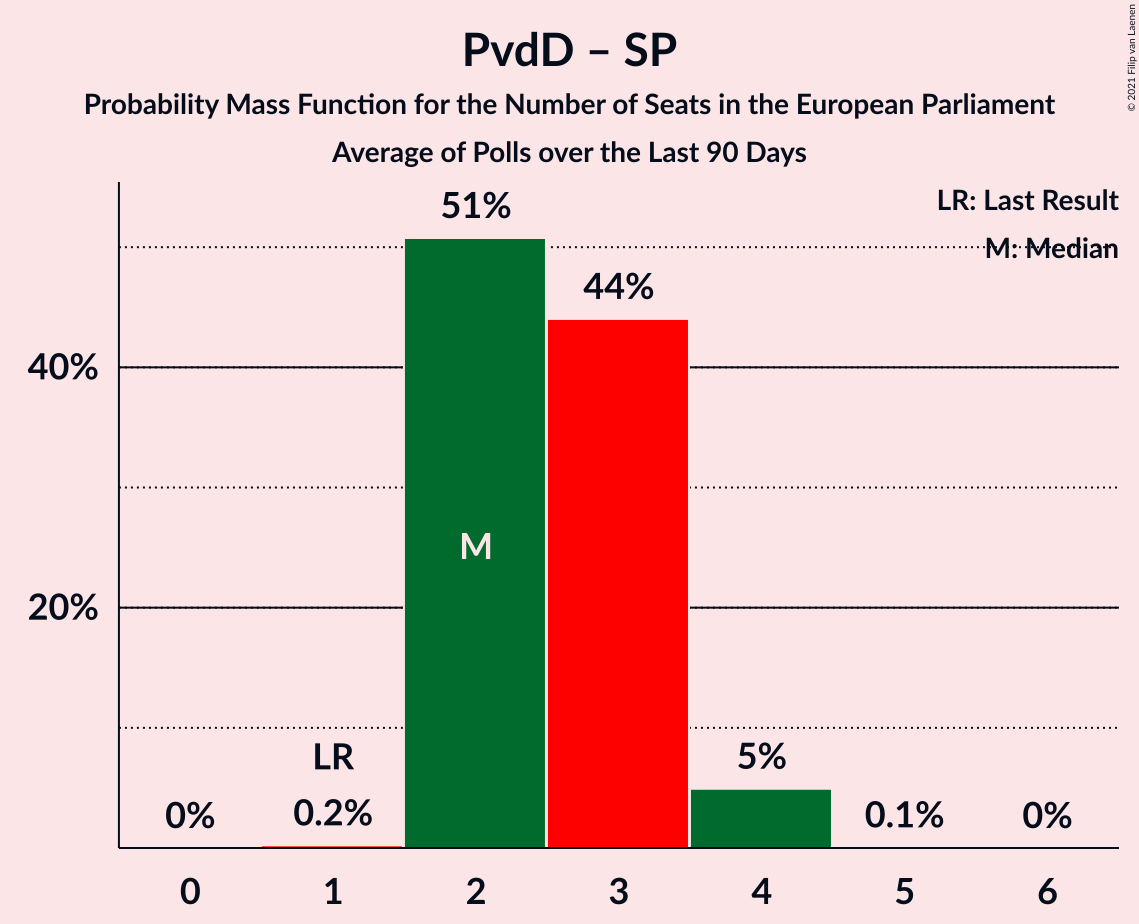 © 2021 Filip van Laenen
PvdD – SP
Probability Mass Function for the Number of Seats in the European Parliament
Average of Polls over the Last 90 Days
LR: Last Result
M: Median
51%
44%
40%
M
20%
LR
5%
0%
0.2%
0.1%
0%
0 1 2 3 4 5 6